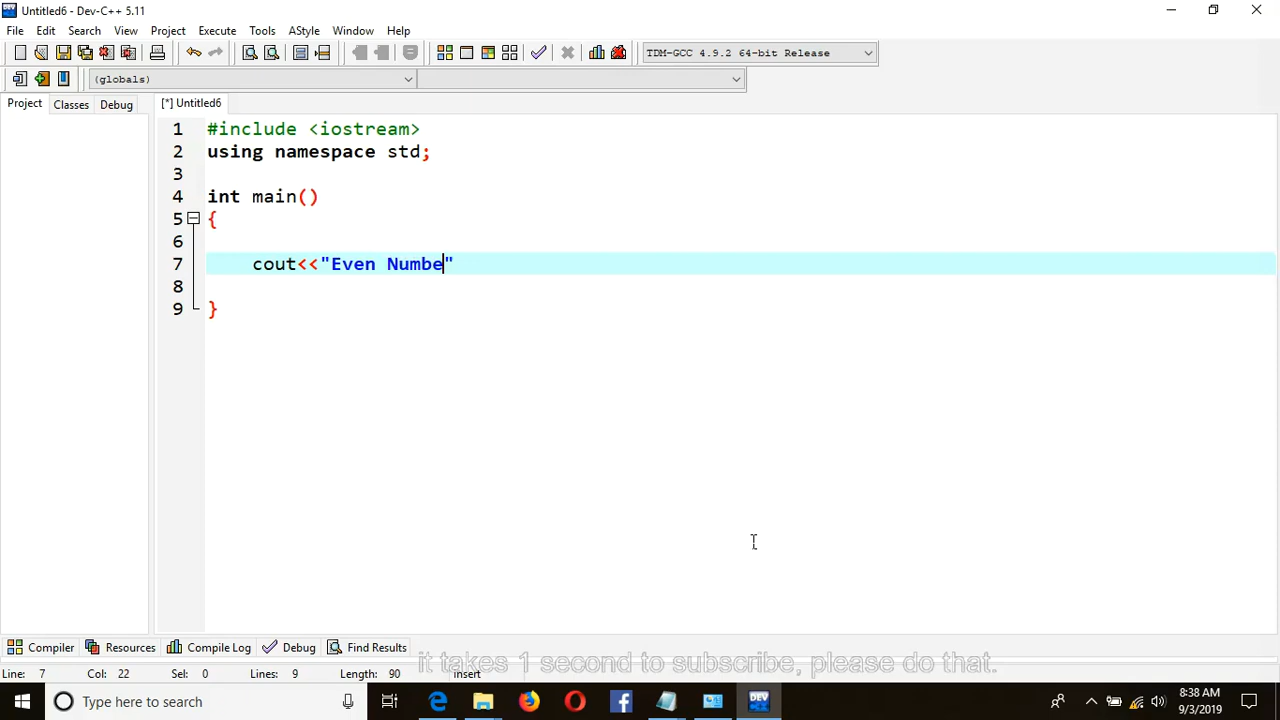 Untitled6 - Dev-C++ 5.11
File Edit Search View Project Execute Tools AStyle Window Help
TDM-GCC 4.9.2 64-bit Release
(globals)
Project Classes Debug [*] Untitled6
1 #include <iostream>
2 using namespace std;
3
4 int main()
5 {
6
7 cout<<"Even Numbe"
8
9 }
Compiler Resources Compile Log Debug Find Results
it takes 1 second to subscribe, please do that.
Line: 7 Col: 22 Sel: 0 Lines: 9 Length: 90 Insert
DEV
Type here to search
8:38 AM
9/3/2019